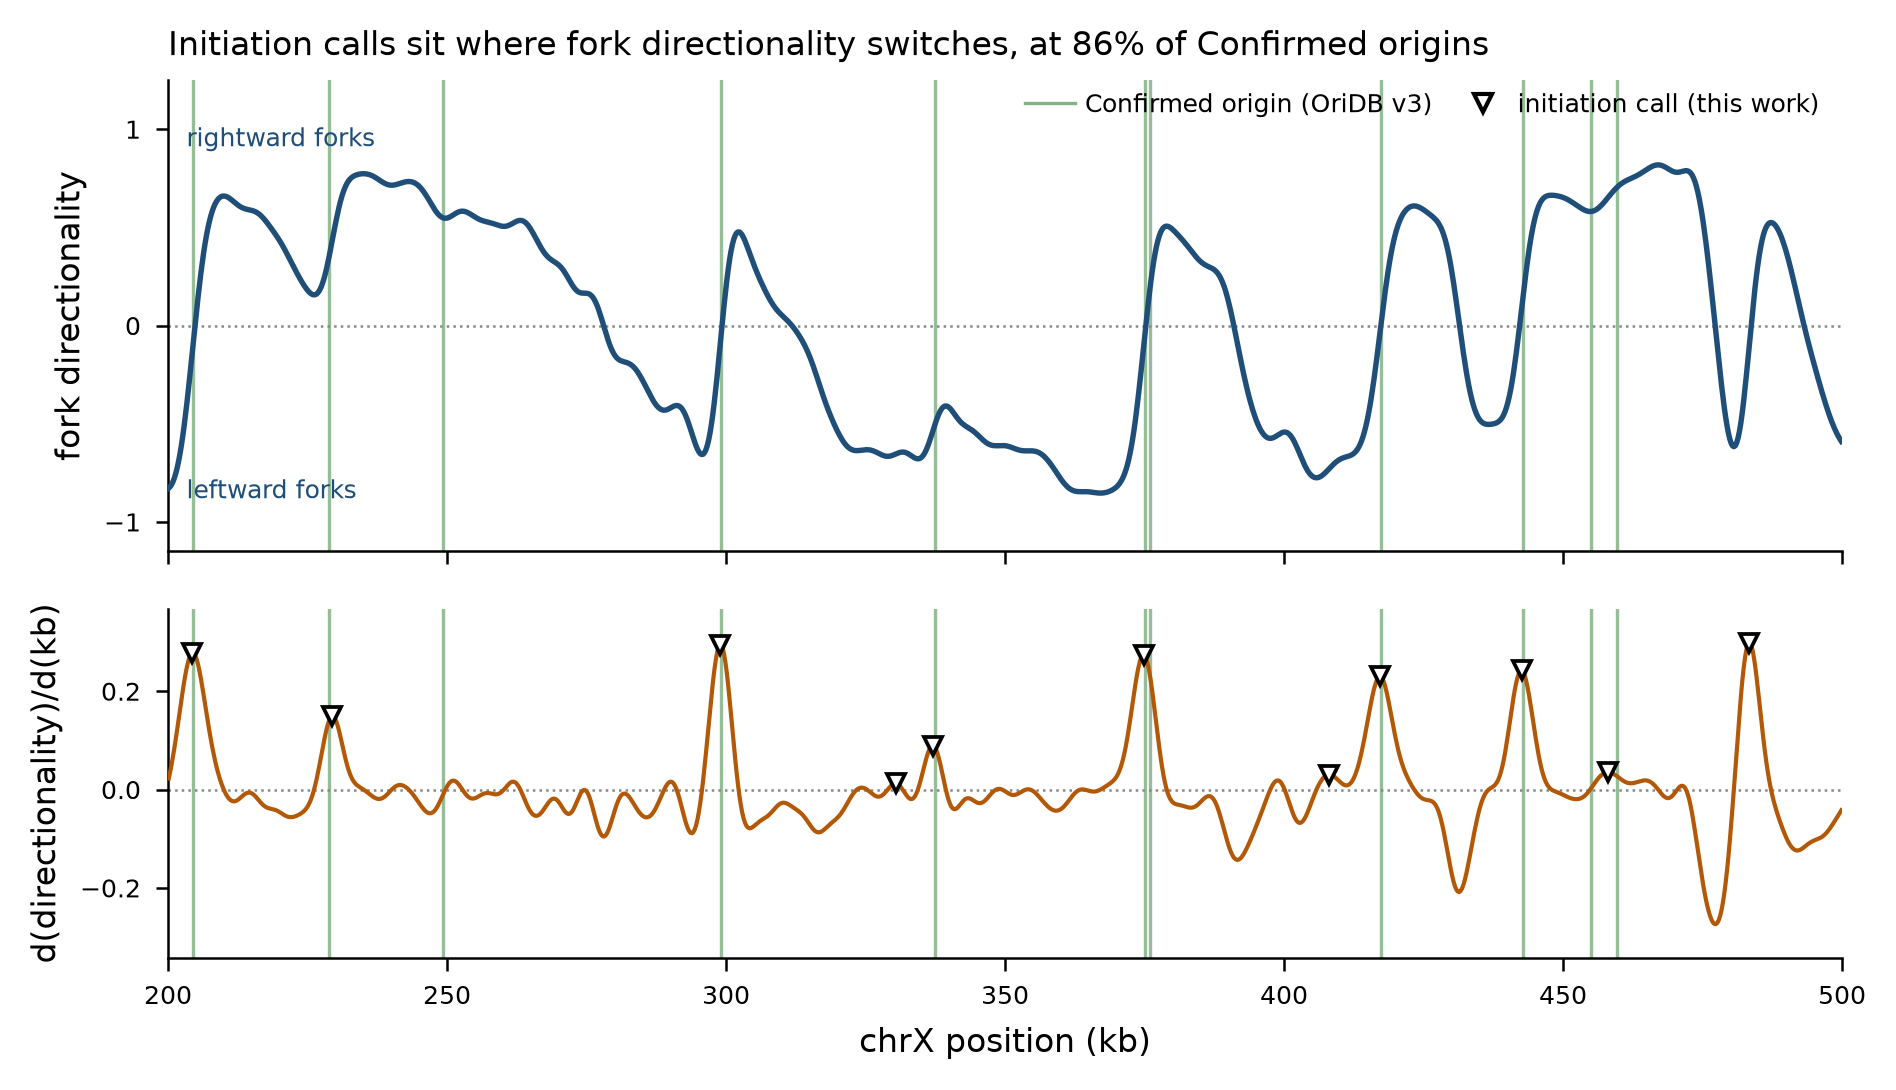 Initiation calls sit where fork directionality switches, at 86% of Confirmed origins
Confirmed origin (OriDB v3)
initiation call (this work)
rightward forks
leftward forks
fork directionality
1
0
−1
d(directionality)/d(kb)
0.2
0.0
−0.2
200
250
300
350
400
450
500
chrX position (kb)